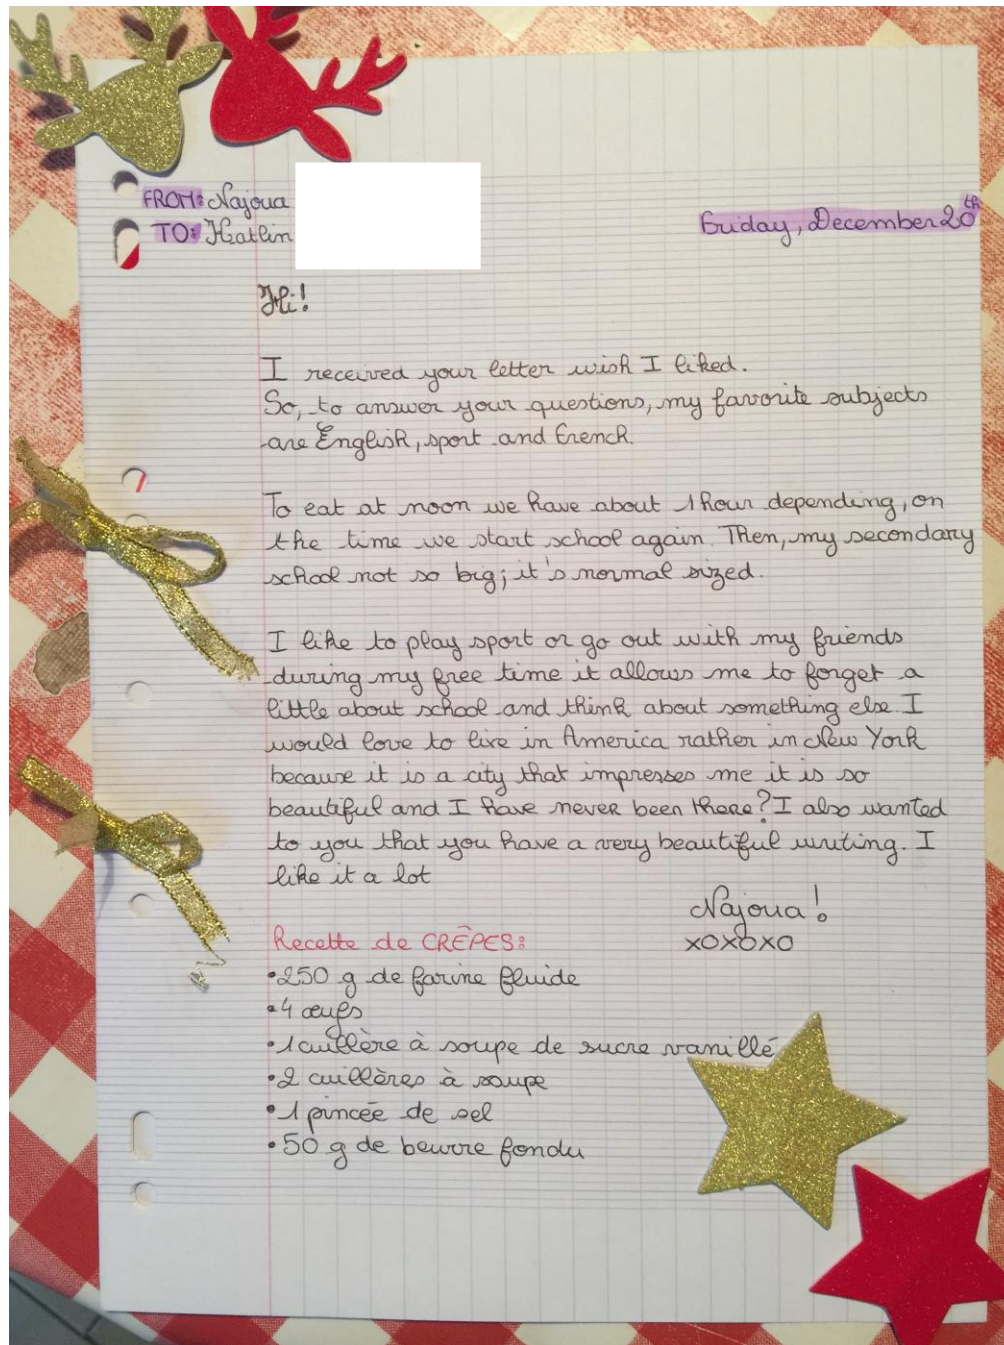 FROM: Najoua
TO: Katlin
Friday, December 20th
Hi!
I received your letter wish I liked.
So, to answer your questions, my favorite subjects
are English, sport and French.
To eat at noon we have about 1 hour depending, on
the time we start school again. Then, my secondary
school not so big; it's normal sized.
I like to play sport or go out with my friends
during my free time it allows me to forget a
little about school and think about something else. I
would love to live in America rather in New York
because it is a city that impresses me it is so
beautiful and I have never been there? I also wanted
to you that you have a very beautiful writing. I
like it a lot
Najoua!
xoxoxo
Recette de CRÊPES:
•250 g de farine fluide
•4 œufs
•1 cuillère à soupe de sucre vanillé
•2 cuillères à soupe
•1 pincée de sel
•50 g de beurre fondu